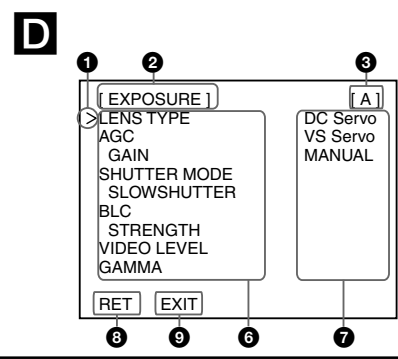 D
1 2 3
[ EXPOSURE ] [ A ]
> LENS TYPE DC Servo
AGC VS Servo
GAIN MANUAL
SHUTTER MODE
SLOWSHUTTER
BLC
STRENGTH
VIDEO LEVEL
GAMMA
RET EXIT
8 9 6 7